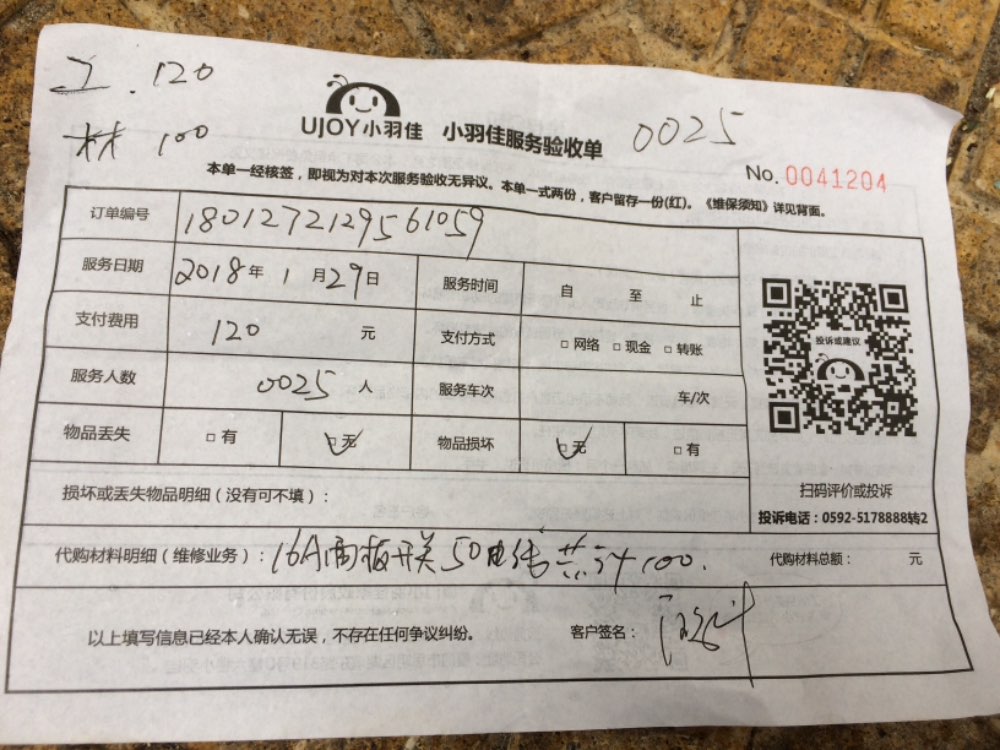 工.120
材 100
UJOY小羽佳 小羽佳服务验收单 0025
No. 0041204
本单一经核签，即视为对本次服务验收无异议。本单一式两份，客户留存一份(红)。《维保须知》详见背面。
订单编号 1801272129561059
服务日期 2018年 1月29日 服务时间 自 至 止
支付费用 120 元 支付方式 □网络 □现金 □转账
服务人数 0025人 服务车次 车/次
物品丢失 □有 □无 物品损坏 □无 □有
投诉或建议
扫码评价或投诉
投诉电话：0592-5178888转2
损坏或丢失物品明细（没有可不填）：
代购材料明细（维修业务）：16A面板开关50电线 共计100.
代购材料总额： 元
以上填写信息已经本人确认无误，不存在任何争议纠纷。 客户签名：